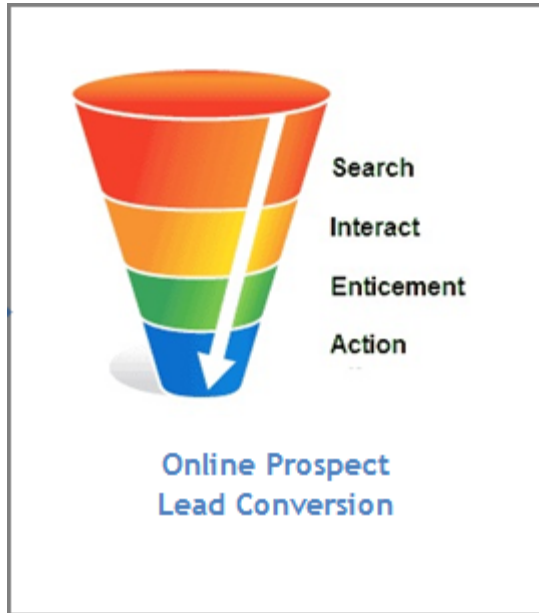 Search
Interact
Enticement
Action
Online Prospect
Lead Conversion